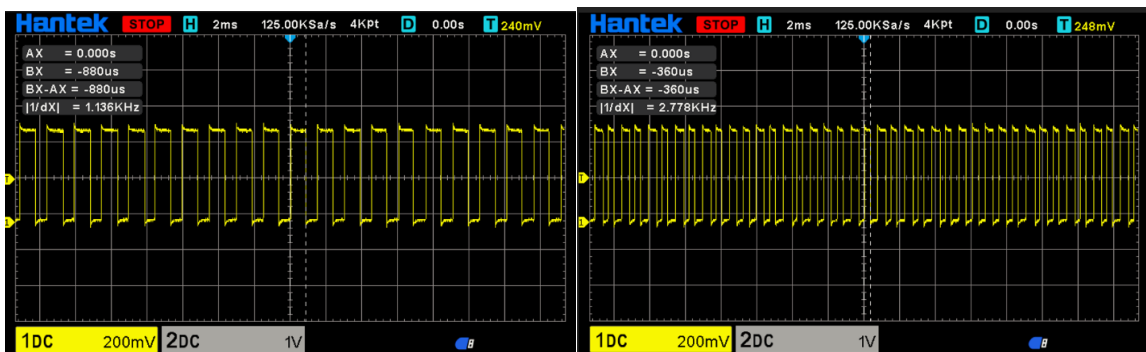 Hantek STOP H 2ms 125.00KSa/s 4Kpt D 0.00s T 240mV
AX = 0.000s
BX = -880us
BX-AX = -880us
|1/dX| = 1.136KHz
T
1
1DC 200mV 2DC 1V
Hantek STOP H 2ms 125.00KSa/s 4Kpt D 0.00s T 248mV
AX = 0.000s
BX = -360us
BX-AX = -360us
|1/dX| = 2.778KHz
T
1
1DC 200mV 2DC 1V